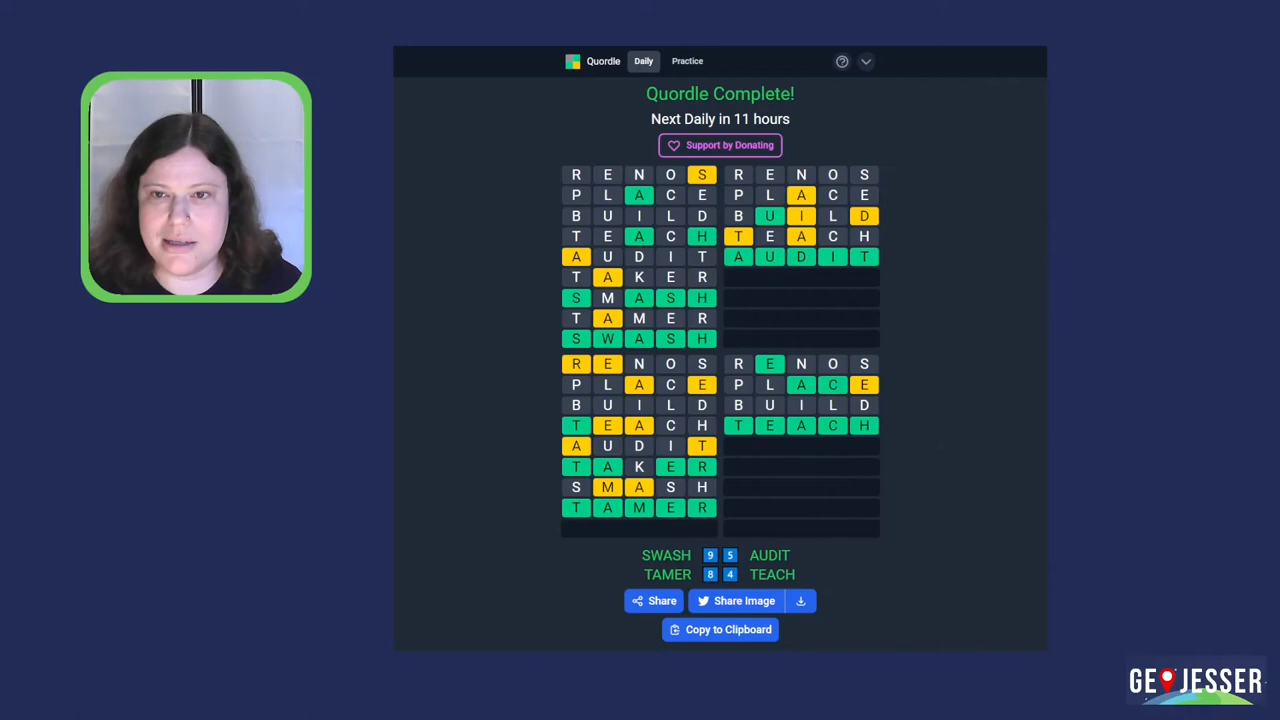 Quordle Daily Practice
Quordle Complete!
Next Daily in 11 hours
Support by Donating
R E N O S R E N O S
P L A C E P L A C E
B U I L D B U I L D
T E A C H T E A C H
A U D I T A U D I T
T A K E R
S M A S H
T A M E R
S W A S H
R E N O S R E N O S
P L A C E P L A C E
B U I L D B U I L D
T E A C H T E A C H
A U D I T
T A K E R
S M A S H
T A M E R
SWASH 9 5 AUDIT
TAMER 8 4 TEACH
Share Share Image
Copy to Clipboard
GEOJESSER